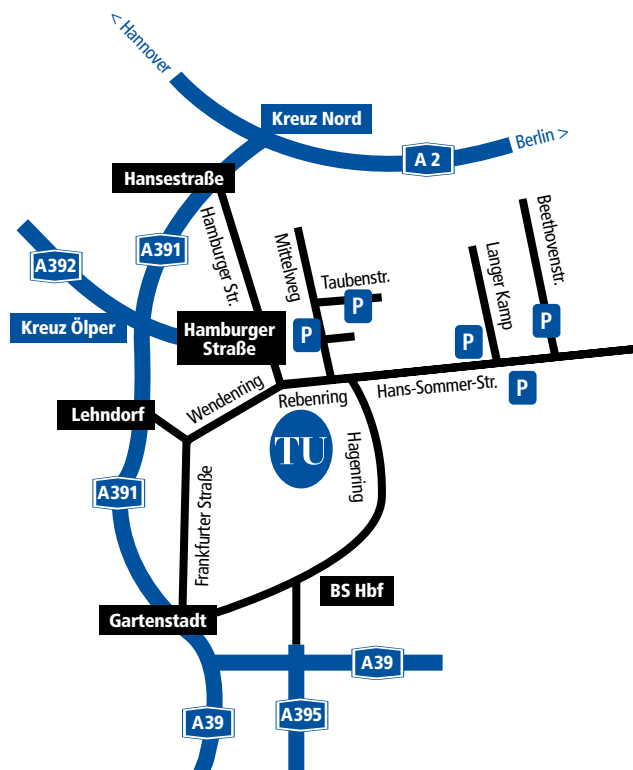 < Hannover
Kreuz Nord
A 2
Berlin >
Hansestraße
Hamburger Str.
Mittelweg
Taubenstr.
Langer Kamp
Beethovenstr.
A391
A392
P
P
P
P
Kreuz Ölper
Hamburger
Straße
P
Wendenring
Rebenring
Hans-Sommer-Str.
Lehndorf
TU
Hagenring
A391
Frankfurter Straße
BS Hbf
Gartenstadt
A39
A39
A395